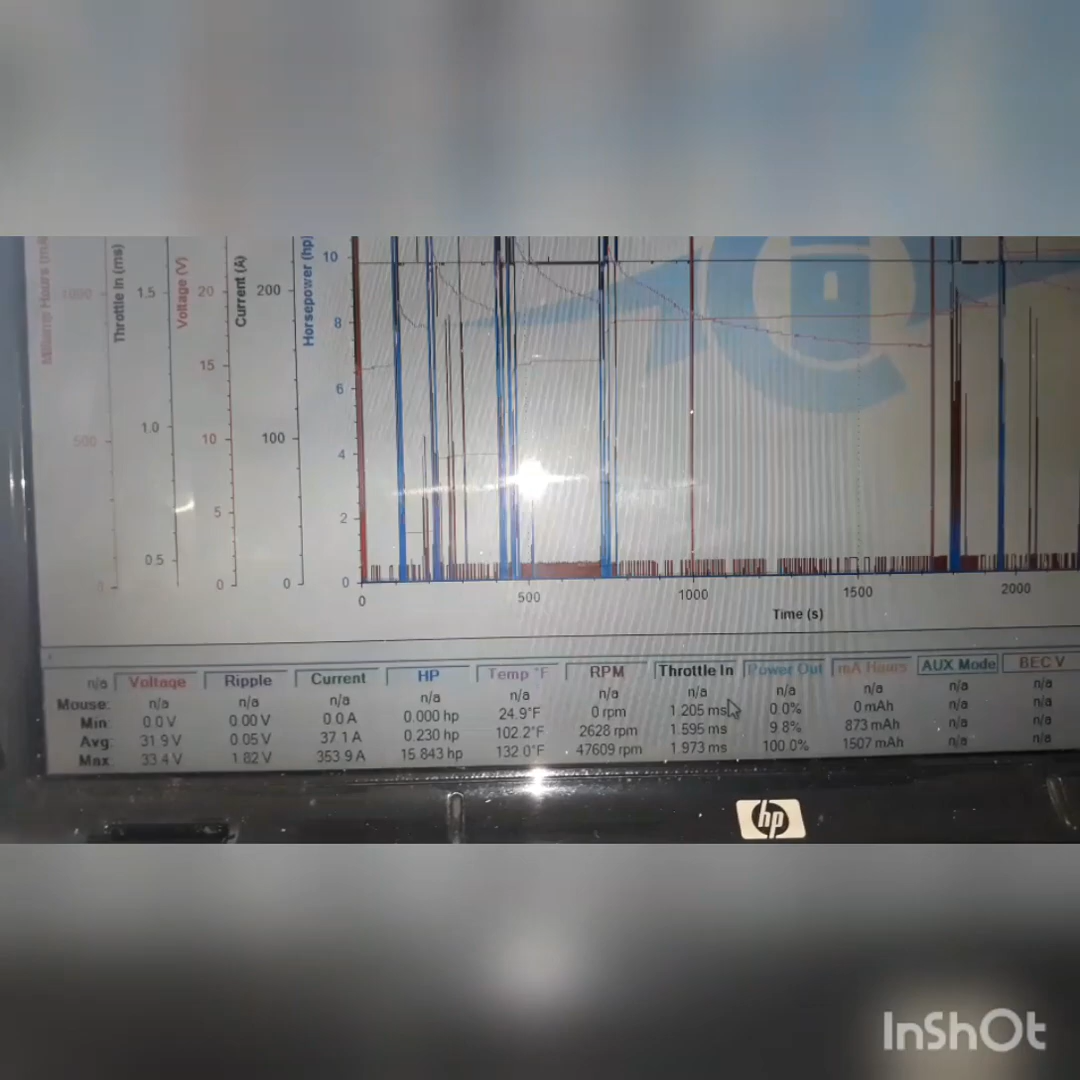 Throttle In (ms)
Voltage (V)
Current (A)
Horsepower (hp)
1000
1.5
20
200
10
8
15
6
500
1.0
10
100
4
5
2
0.5
0
0
0
0
500
1000
1500
2000
Time (s)
n/a Voltage Ripple Current HP Temp °F RPM Throttle In Power Out mA Hours AUX Mode BEC V
Mouse: n/a n/a n/a n/a n/a n/a n/a n/a n/a n/a n/a
Min: 0.0 V 0.00 V 0.0 A 0.000 hp 24.9°F 0 rpm 1.205 ms 0.0% 0 mAh n/a n/a
Avg: 31.9 V 0.05 V 37.1 A 0.230 hp 102.2°F 2628 rpm 1.595 ms 9.8% 873 mAh n/a n/a
Max: 33.4 V 1.82 V 353.9 A 15.843 hp 132.0°F 47609 rpm 1.973 ms 100.0% 1507 mAh n/a n/a
hp
InShOt